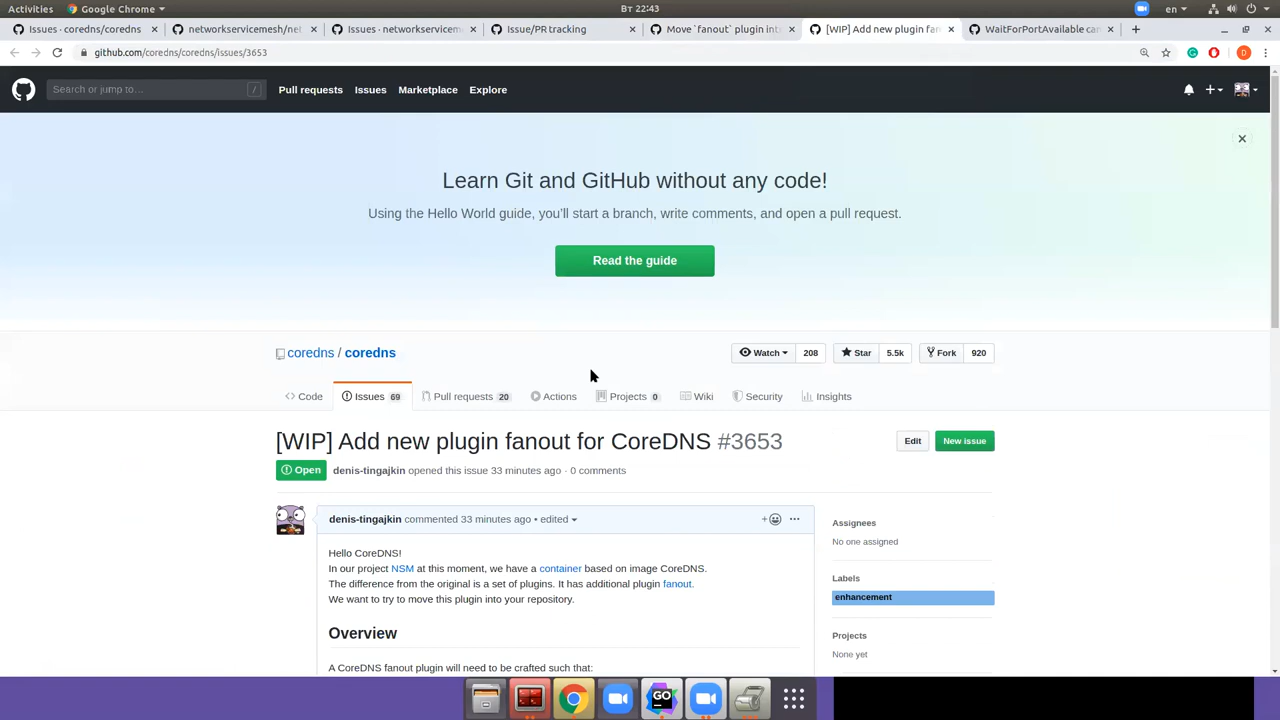 Activities Google Chrome Вт 22:43 en
Issues · coredns/coredns networkservicemesh/ne Issues · networkservicem Issue/PR tracking Move `fanout` plugin int [WIP] Add new plugin fan WaitForPortAvailable can
github.com/coredns/coredns/issues/3653 D
Search or jump to... / Pull requests Issues Marketplace Explore
Learn Git and GitHub without any code!
Using the Hello World guide, you'll start a branch, write comments, and open a pull request.
Read the guide
coredns / coredns Watch 208 Star 5.5k Fork 920
Code Issues 69 Pull requests 20 Actions Projects 0 Wiki Security Insights
[WIP] Add new plugin fanout for CoreDNS #3653 Edit New issue
Open denis-tingajkin opened this issue 33 minutes ago · 0 comments
denis-tingajkin commented 33 minutes ago • edited
Assignees
No one assigned
Hello CoreDNS!
In our project NSM at this moment, we have a container based on image CoreDNS.
The difference from the original is a set of plugins. It has additional plugin fanout.
We want to try to move this plugin into your repository.
Labels
enhancement
Overview
Projects
None yet
A CoreDNS fanout plugin will need to be crafted such that:
GO